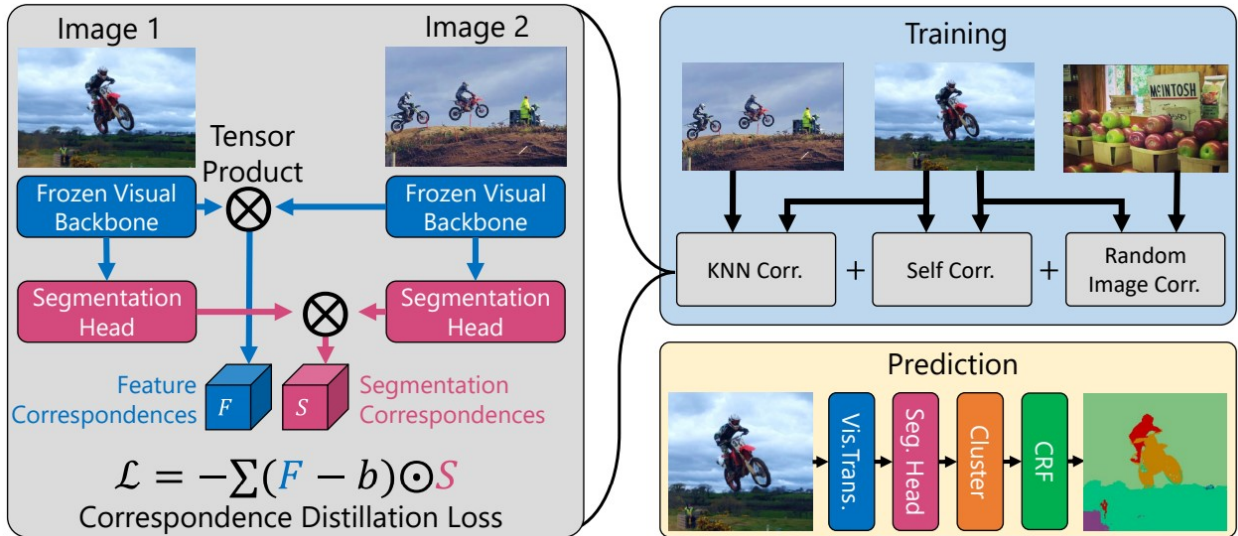 Image 1
Image 2
Tensor
Product
Frozen Visual
Backbone
Frozen Visual
Backbone
Segmentation
Head
Segmentation
Head
Feature
Correspondences
F
S
Segmentation
Correspondences
ℒ = −∑(F − b)⊙S
Correspondence Distillation Loss
Training
McINTOSH
KNN Corr.
+
Self Corr.
+
Random
Image Corr.
Prediction
Vis.Trans.
Seg. Head
Cluster
CRF